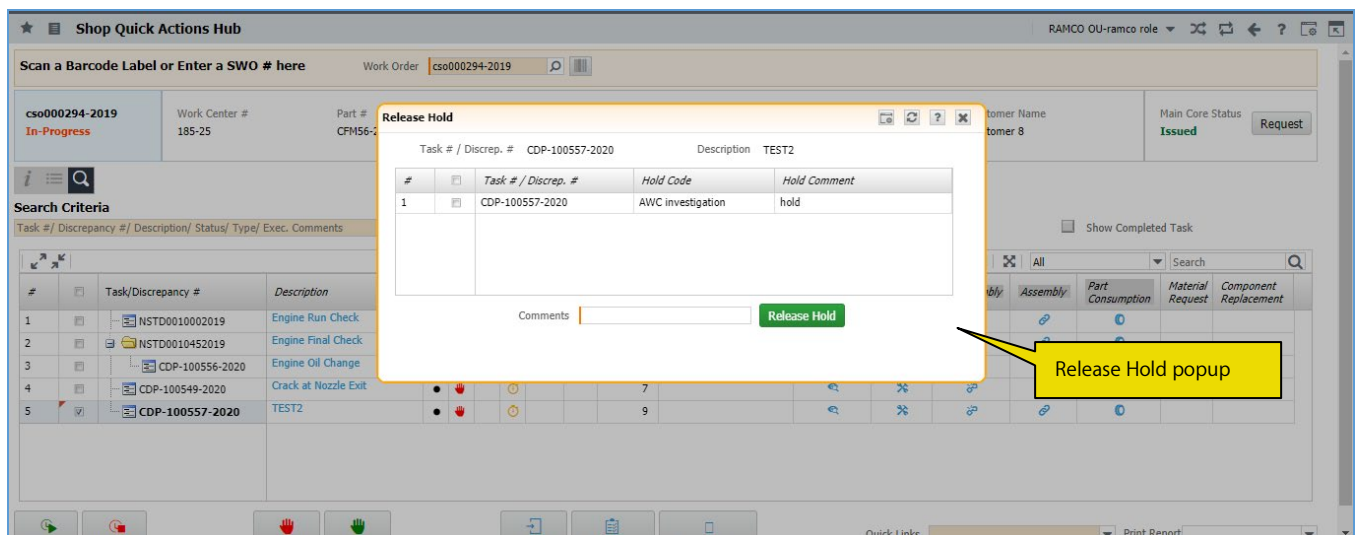 Shop Quick Actions Hub
RAMCO OU-ramco role
Scan a Barcode Label or Enter a SWO # here
Work Order cso000294-2019
cso000294-2019
In-Progress
Work Center #
185-25
Part #
CFM56-2
tomer Name
tomer 8
Main Core Status
Issued
Request
Release Hold
Task # / Discrep. # CDP-100557-2020 Description TEST2
# Task # / Discrep. # Hold Code Hold Comment
1 CDP-100557-2020 AWC investigation hold
Comments Release Hold
Search Criteria
Task #/ Discrepancy #/ Description/ Status/ Type/ Exec. Comments
Show Completed Task
All Search
# Task/Discrepancy # Description bly Assembly Part Consumption Material Request Component Replacement
1 NSTD0010002019 Engine Run Check
2 NSTD0010452019 Engine Final Check
3 CDP-100556-2020 Engine Oil Change
4 CDP-100549-2020 Crack at Nozzle Exit 7
5 CDP-100557-2020 TEST2 9
Release Hold popup
Quick Links Print Report